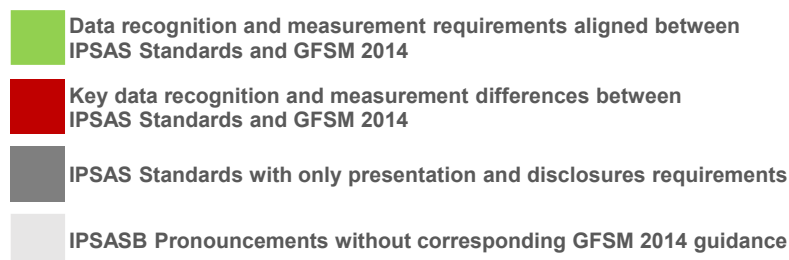 Data recognition and measurement requirements aligned between
IPSAS Standards and GFSM 2014
Key data recognition and measurement differences between
IPSAS Standards and GFSM 2014
IPSAS Standards with only presentation and disclosures requirements
IPSASB Pronouncements without corresponding GFSM 2014 guidance